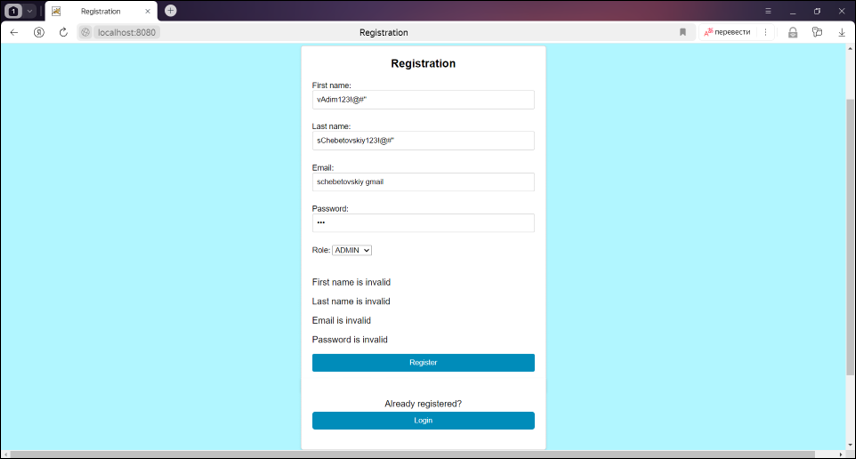 1
Registration
localhost:8080
Registration
перевести
Registration
First name:
vAdim123!@#"
Last name:
sChebetovskiy123!@#"
Email:
schebetovskiy gmail
Password:
•••
Role: ADMIN
First name is invalid
Last name is invalid
Email is invalid
Password is invalid
Register
Already registered?
Login